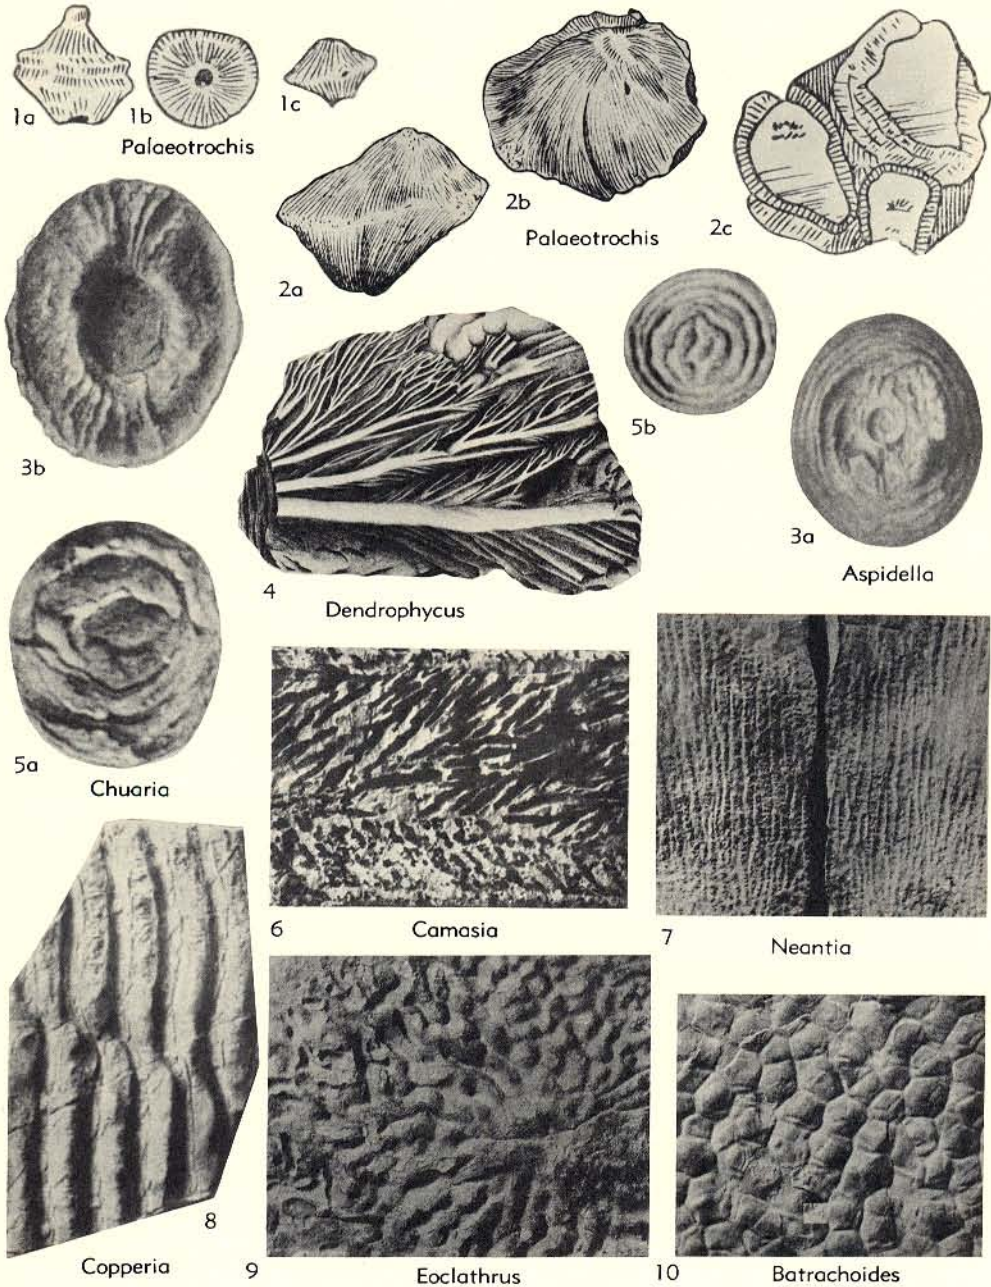 1a
1b
1c
Palaeotrochis
2a
2b
Palaeotrochis
2c
3b
5b
3a
Aspidella
4
Dendrophycus
5a
Chuaria
6
Camasia
7
Neantia
8
Copperia
9
Eoclathrus
10
Batrachoides